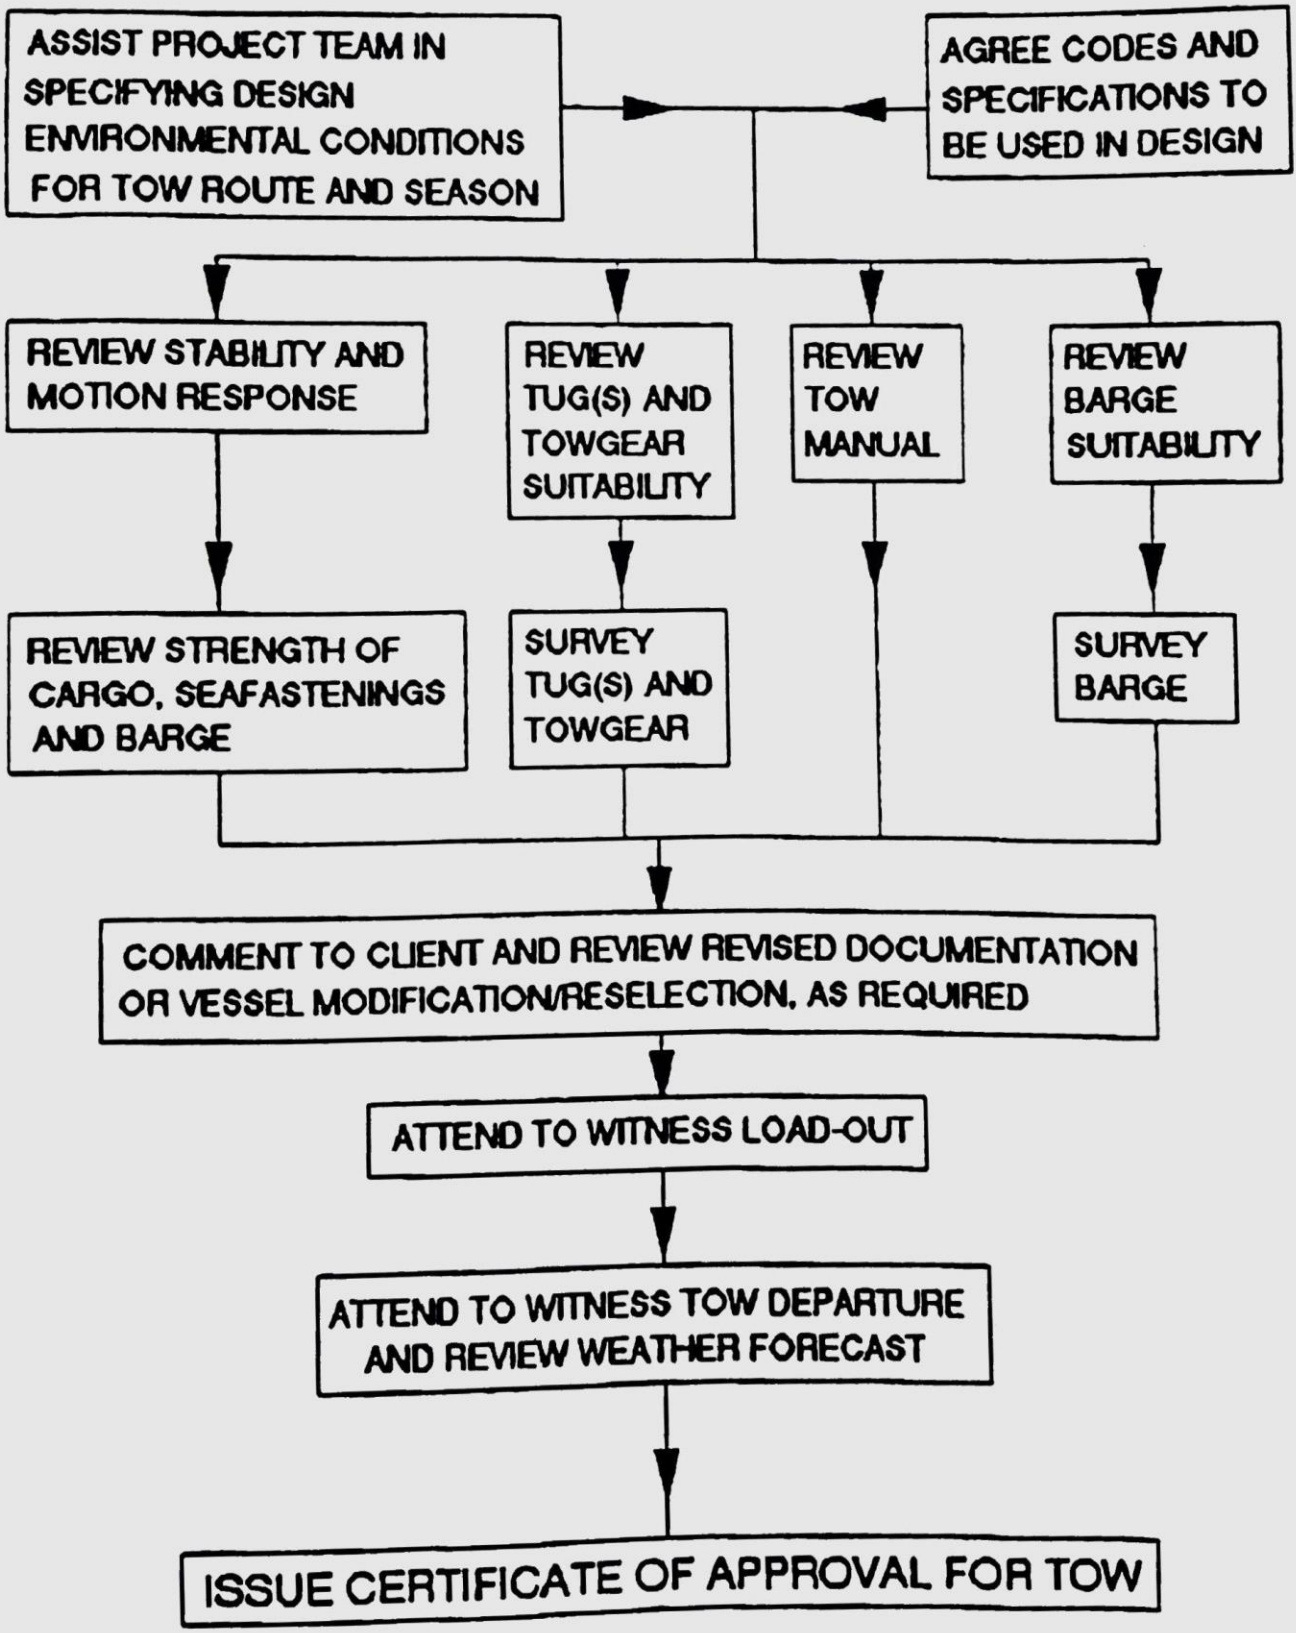 ASSIST PROJECT TEAM IN
SPECIFYING DESIGN
ENVIRONMENTAL CONDITIONS
FOR TOW ROUTE AND SEASON
AGREE CODES AND
SPECIFICATIONS TO
BE USED IN DESIGN
REVIEW STABILITY AND
MOTION RESPONSE
REVIEW
TUG(S) AND
TOWGEAR
SUITABILITY
REVIEW
TOW
MANUAL
REVIEW
BARGE
SUITABILITY
REVIEW STRENGTH OF
CARGO, SEAFASTENINGS
AND BARGE
SURVEY
TUG(S) AND
TOWGEAR
SURVEY
BARGE
COMMENT TO CLIENT AND REVIEW REVISED DOCUMENTATION
OR VESSEL MODIFICATION/RESELECTION, AS REQUIRED
ATTEND TO WITNESS LOAD-OUT
ATTEND TO WITNESS TOW DEPARTURE
AND REVIEW WEATHER FORECAST
ISSUE CERTIFICATE OF APPROVAL FOR TOW